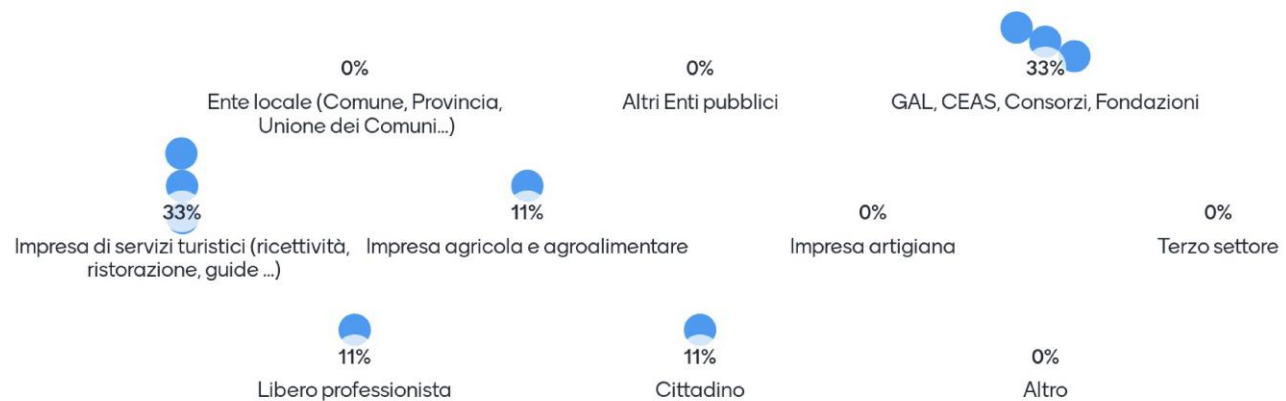 0%
Ente locale (Comune, Provincia,
Unione dei Comuni...)
0%
Altri Enti pubblici
33%
GAL, CEAS, Consorzi, Fondazioni
33%
Impresa di servizi turistici (ricettività,
ristorazione, guide ...)
11%
Impresa agricola e agroalimentare
0%
Impresa artigiana
0%
Terzo settore
11%
Libero professionista
11%
Cittadino
0%
Altro